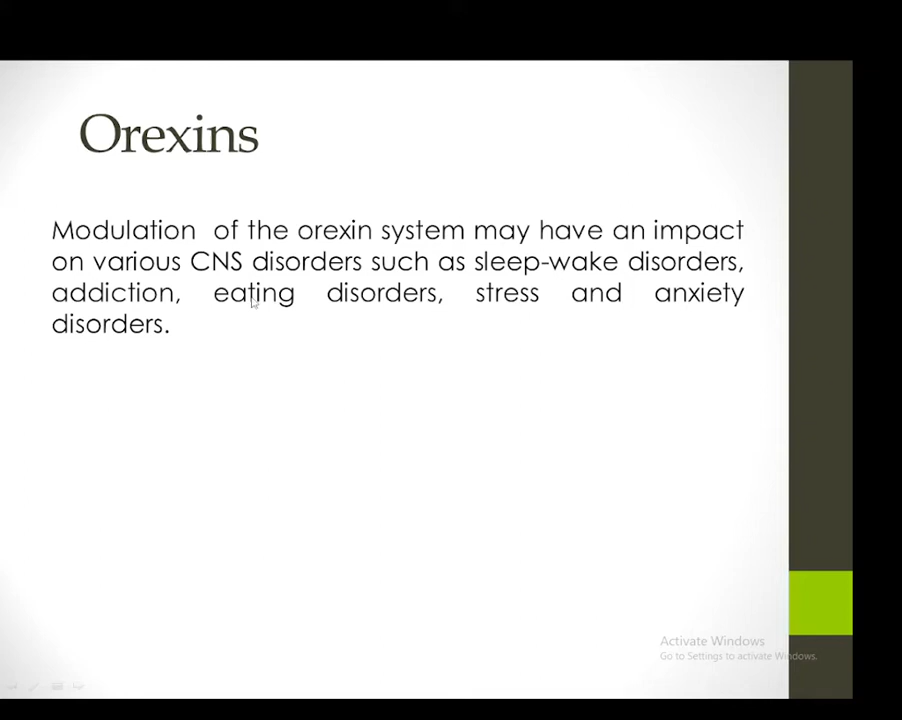 Orexins
Modulation of the orexin system may have an impact
on various CNS disorders such as sleep-wake disorders,
addiction, eating disorders, stress and anxiety
disorders.
Activate Windows
Go to Settings to activate Windows.